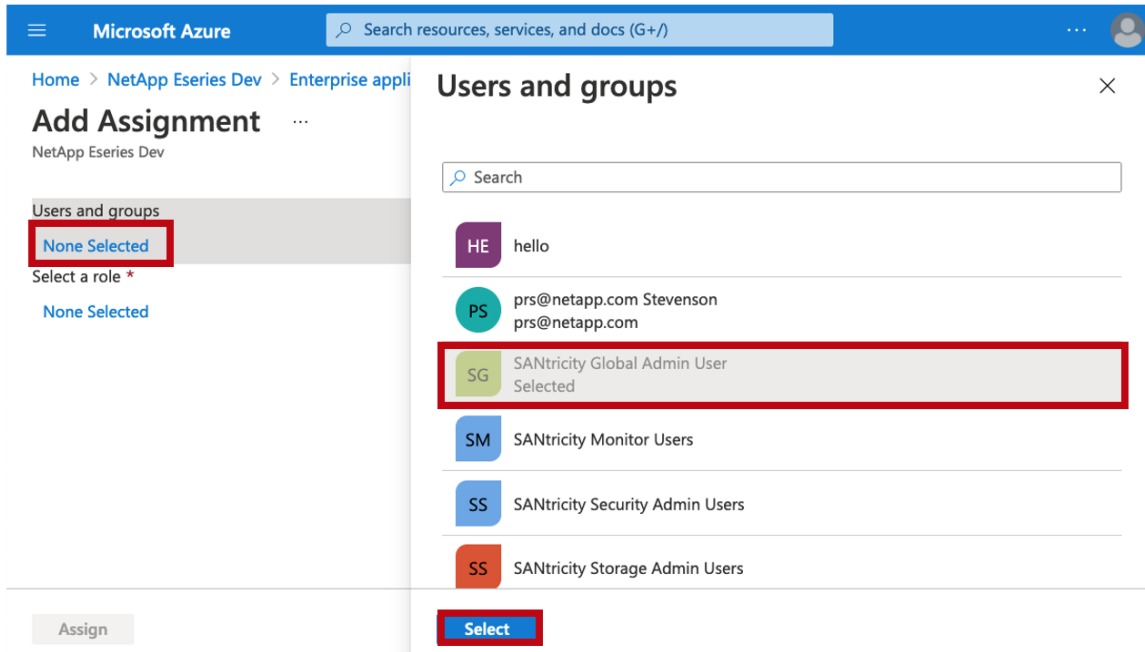 Microsoft Azure
Search resources, services, and docs (G+/)
...
Home > NetApp Eseries Dev > Enterprise appli
Add Assignment ...
NetApp Eseries Dev
Users and groups
None Selected
Select a role *
None Selected
Assign
Users and groups
Search
HE hello
PS prs@netapp.com Stevenson
prs@netapp.com
SG SANtricity Global Admin User
Selected
SM SANtricity Monitor Users
SS SANtricity Security Admin Users
SS SANtricity Storage Admin Users
Select